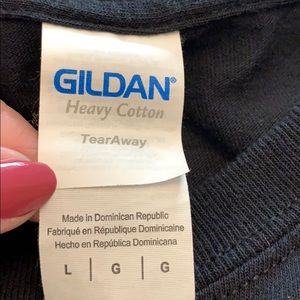 GILDAN®
Heavy Cotton
TearAway
Made in Dominican Republic
Fabriqué en République Dominicaine
Hecho en República Dominicana
L | G | G